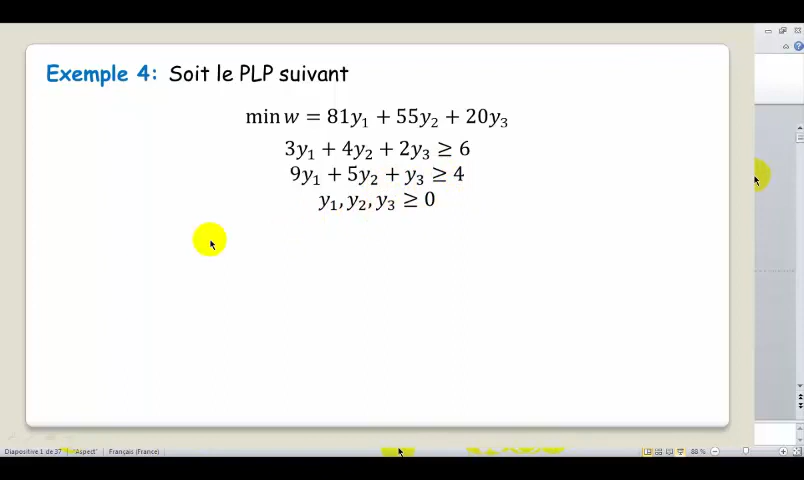 Exemple 4: Soit le PLP suivant
min w = 81y₁ + 55y₂ + 20y₃
3y₁ + 4y₂ + 2y₃ ≥ 6
9y₁ + 5y₂ + y₃ ≥ 4
y₁, y₂, y₃ ≥ 0
Diapositive 1 de 37 "Aspect" Français (France) 88 %